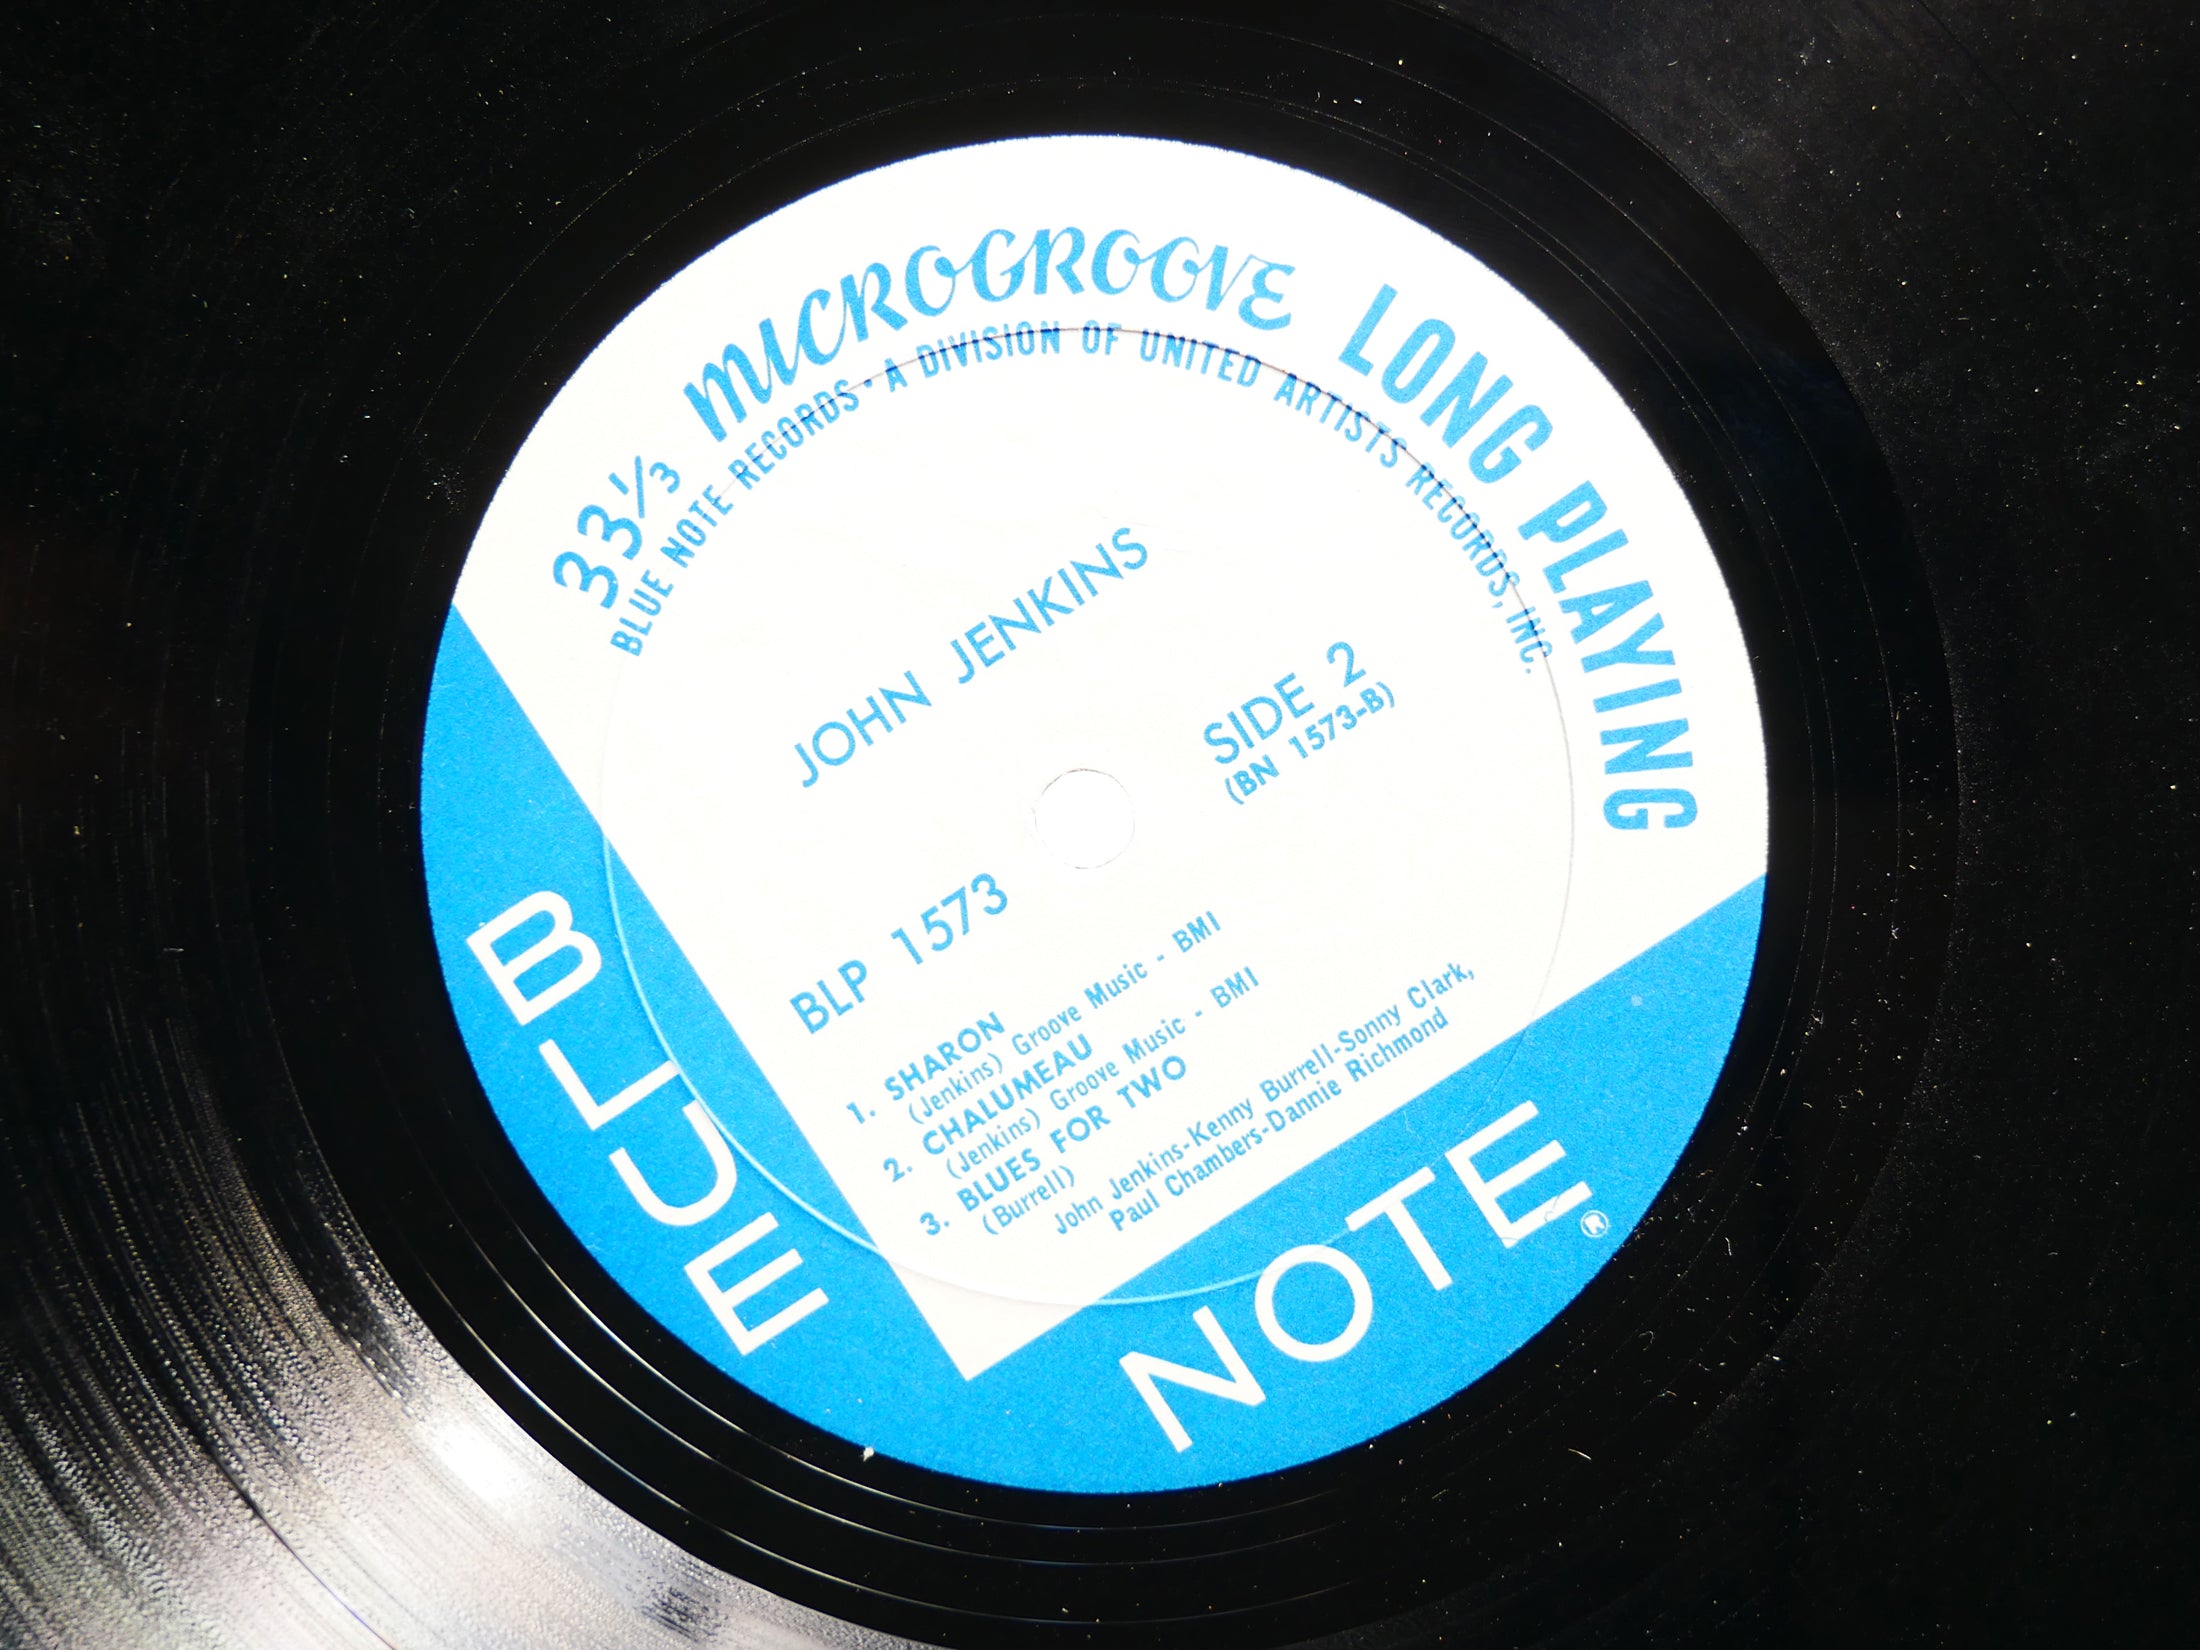 33 1/3 MICROGROOVE LONG PLAYING
BLUE NOTE RECORDS • A DIVISION OF UNITED ARTISTS RECORDS, INC.
JOHN JENKINS
SIDE 2
(BN 1573-B)
BLP 1573
1. SHARON
(Jenkins) Groove Music - BMI
2. CHALUMEAU
(Jenkins) Groove Music - BMI
3. BLUES FOR TWO
(Burrell)
John Jenkins-Kenny Burrell-Sonny Clark,
Paul Chambers-Dannie Richmond
BLUE
NOTE ®